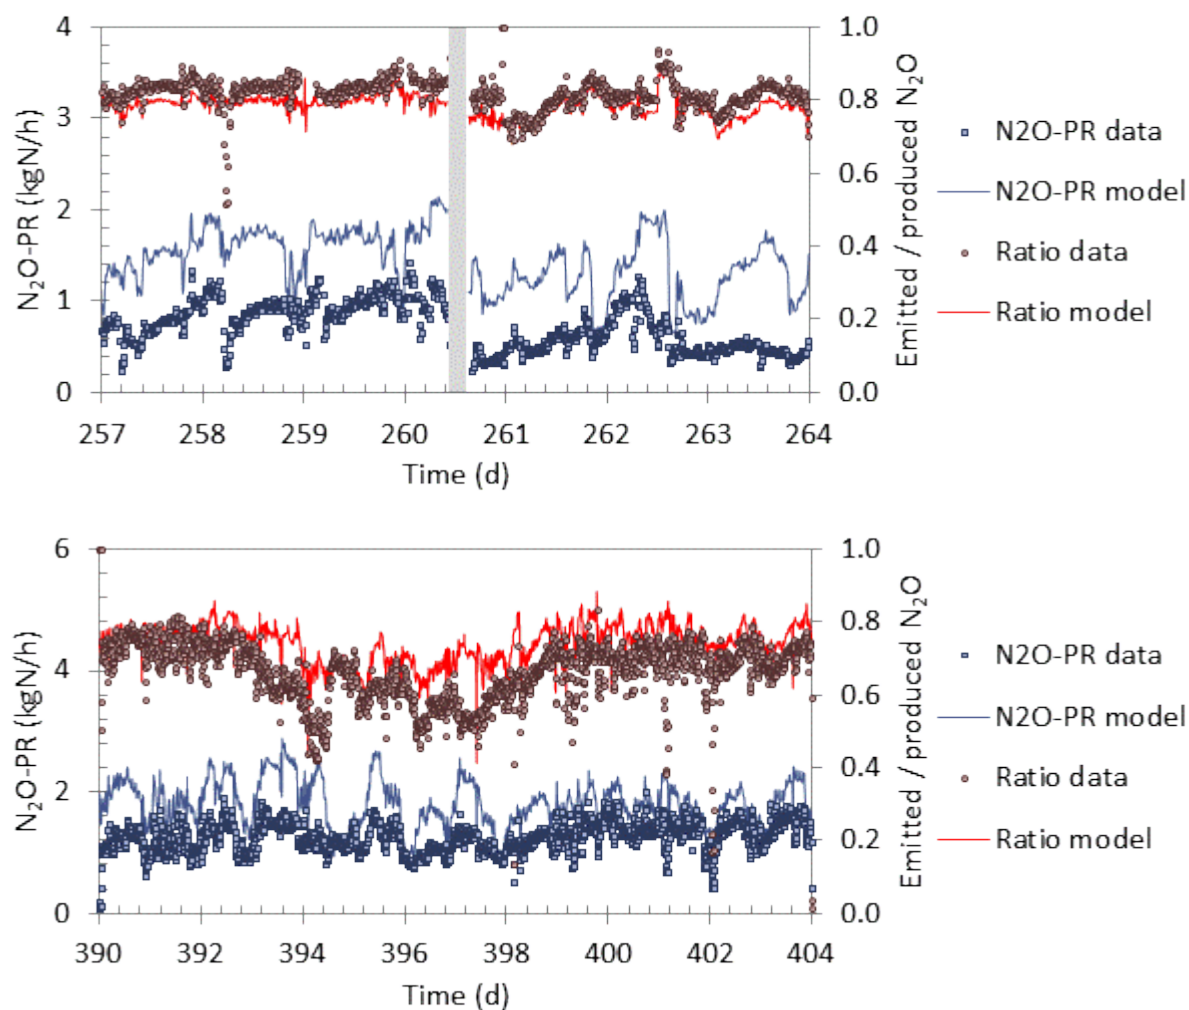 4
3
2
1
0
N₂O-PR (kgN/h)
1.0
0.8
0.6
0.4
0.2
0.0
Emitted / produced N₂O
257 258 259 260 261 262 263 264
Time (d)
N2O-PR data
N2O-PR model
Ratio data
Ratio model
6
4
2
0
N₂O-PR (kgN/h)
1.0
0.8
0.6
0.4
0.2
0.0
Emitted / produced N₂O
390 392 394 396 398 400 402 404
Time (d)
N2O-PR data
N2O-PR model
Ratio data
Ratio model